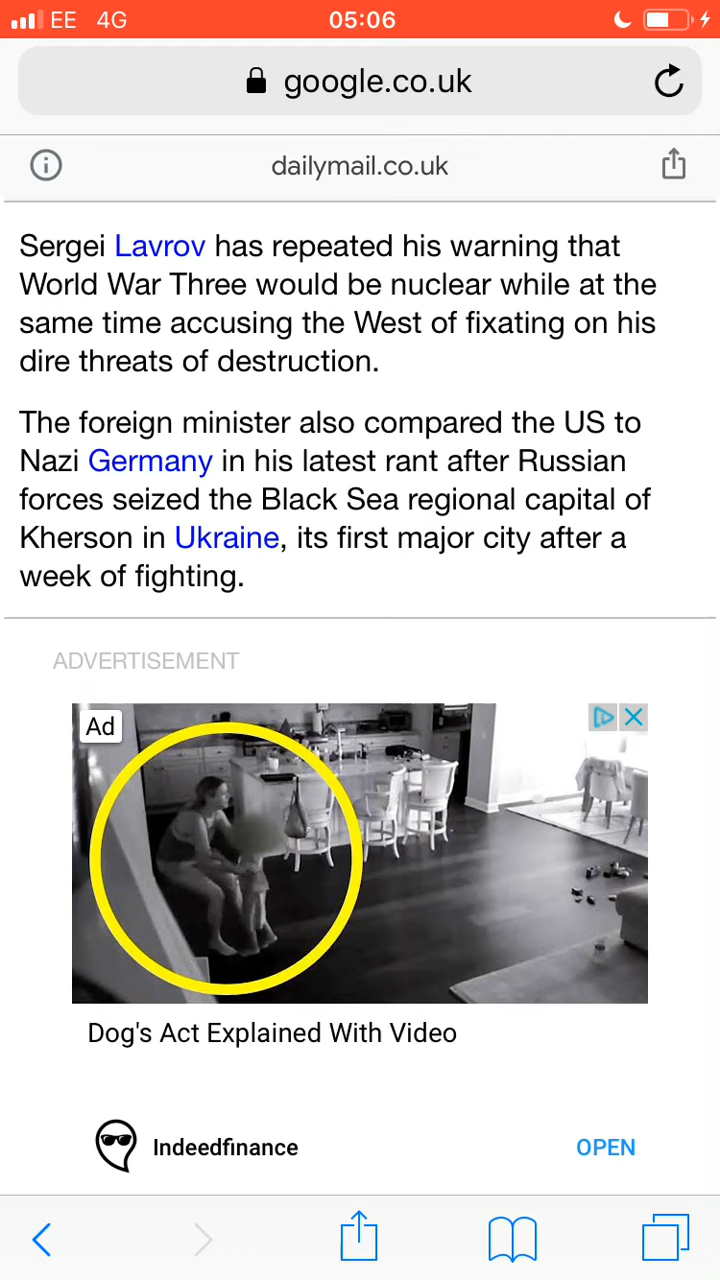 EE 4G 05:06
google.co.uk
dailymail.co.uk
Sergei Lavrov has repeated his warning that
World War Three would be nuclear while at the
same time accusing the West of fixating on his
dire threats of destruction.
The foreign minister also compared the US to
Nazi Germany in his latest rant after Russian
forces seized the Black Sea regional capital of
Kherson in Ukraine, its first major city after a
week of fighting.
ADVERTISEMENT
Ad
Dog's Act Explained With Video
Indeedfinance OPEN